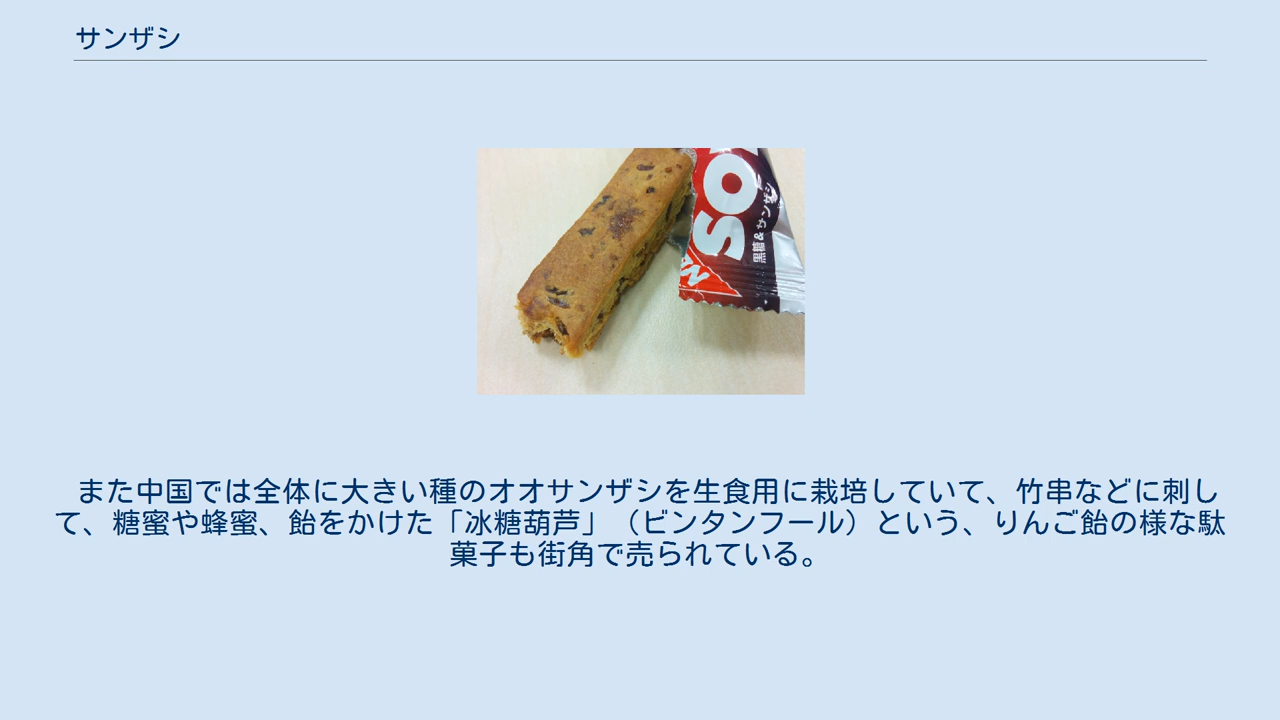 サンザシ
SO
黒糖&サンザシ
また中国では全体に大きい種のオオサンザシを生食用に栽培していて、竹串などに刺し
て、糖蜜や蜂蜜、飴をかけた「冰糖葫芦」（ビンタンフール）という、りんご飴の様な駄
菓子も街角で売られている。